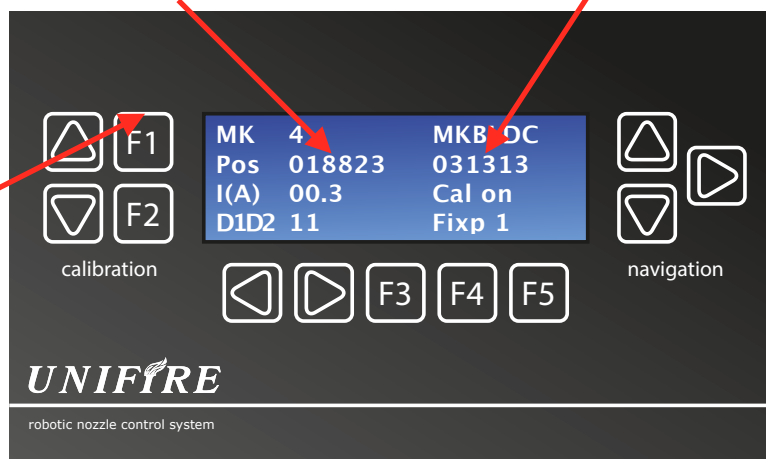 F1
F2
calibration
MK 4 MKBLDC
Pos 018823 031313
I(A) 00.3 Cal on
D1D2 11 Fixp 1
navigation
F3 F4 F5
UNIFIRE
robotic nozzle control system